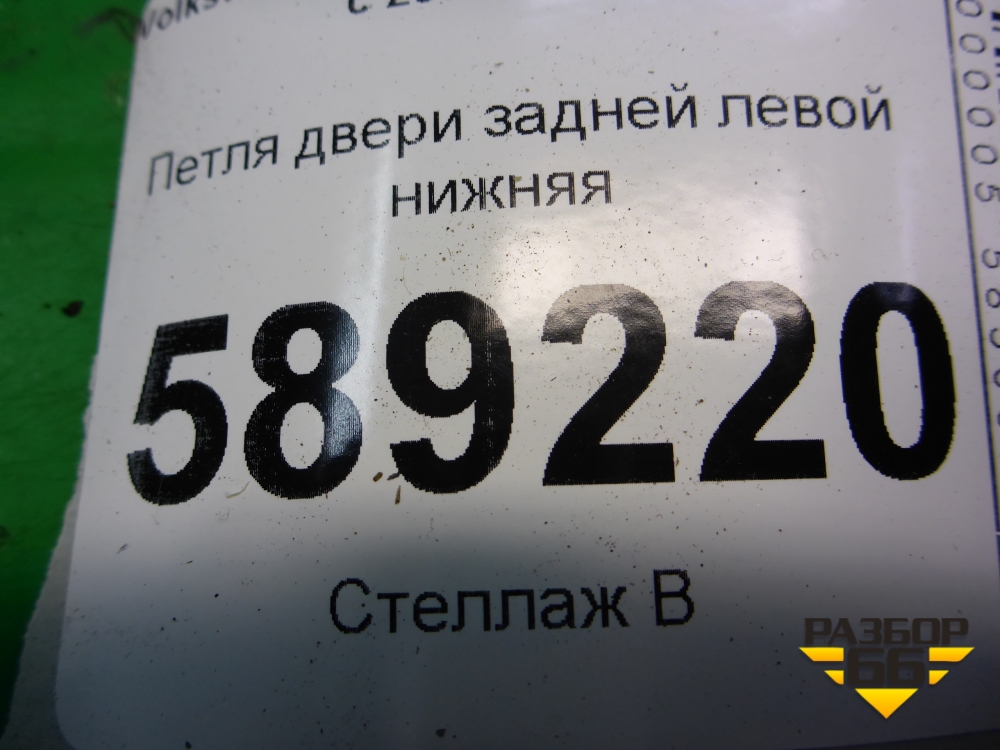 Петля двери задней левой
нижняя
589220
Стеллаж В
РАЗБОР
66